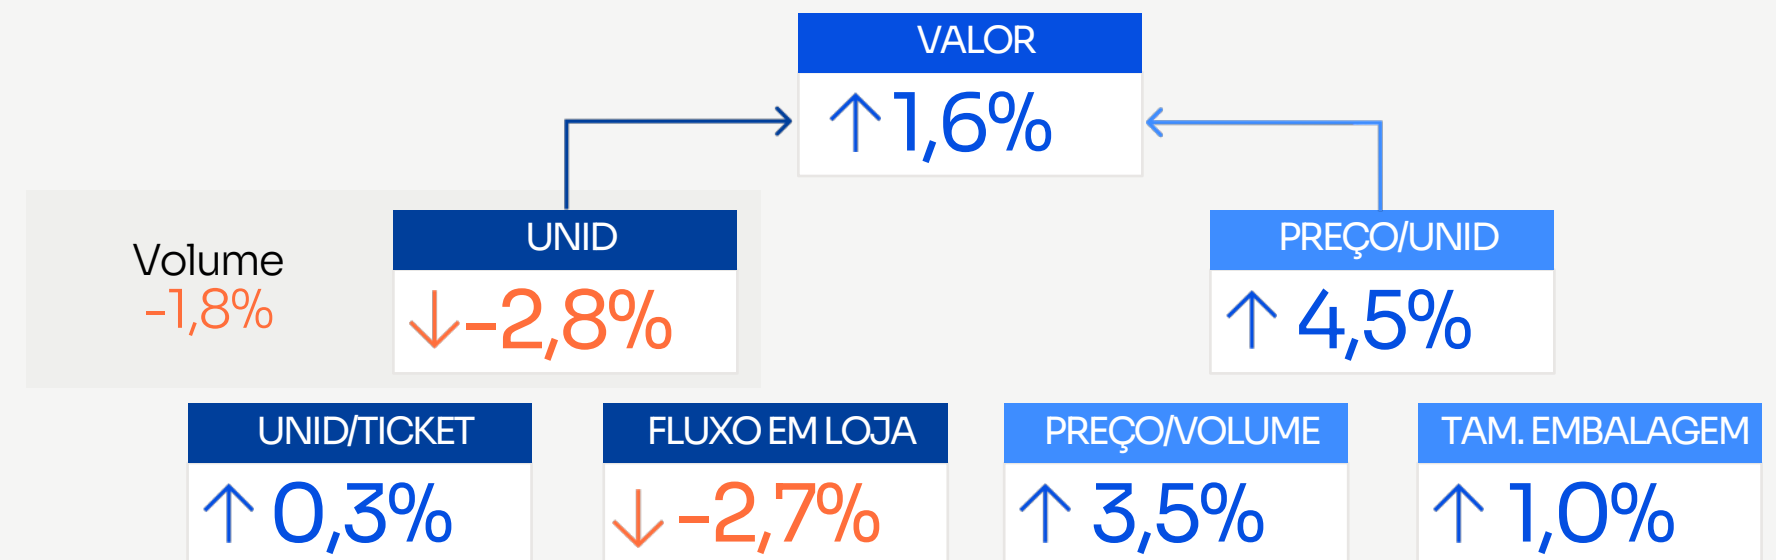 VALOR
1,6%
Volume
-1,8%
UNID
-2,8%
PREÇO/UNID
4,5%
UNID/TICKET
0,3%
FLUXO EM LOJA
-2,7%
PREÇO/VOLUME
3,5%
TAM. EMBALAGEM
1,0%